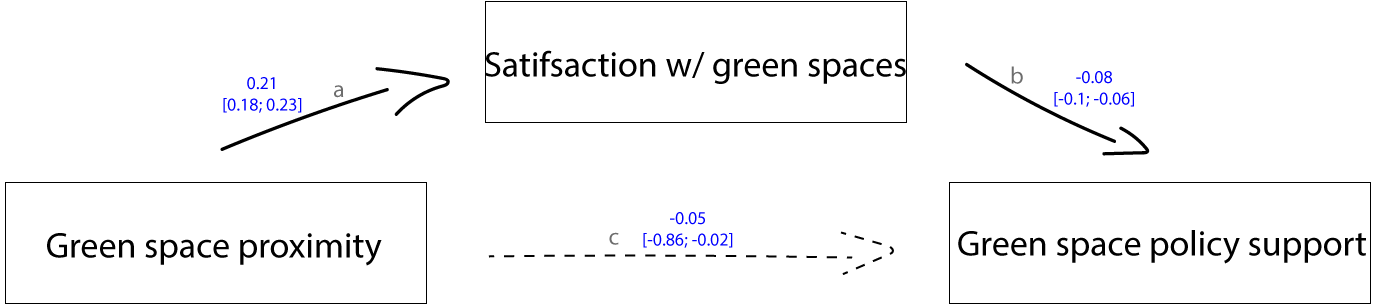 Satifsaction w/ green spaces
0.21
[0.18; 0.23]
a
b
-0.08
[-0.1; -0.06]
Green space proximity
c
-0.05
[-0.86; -0.02]
Green space policy support